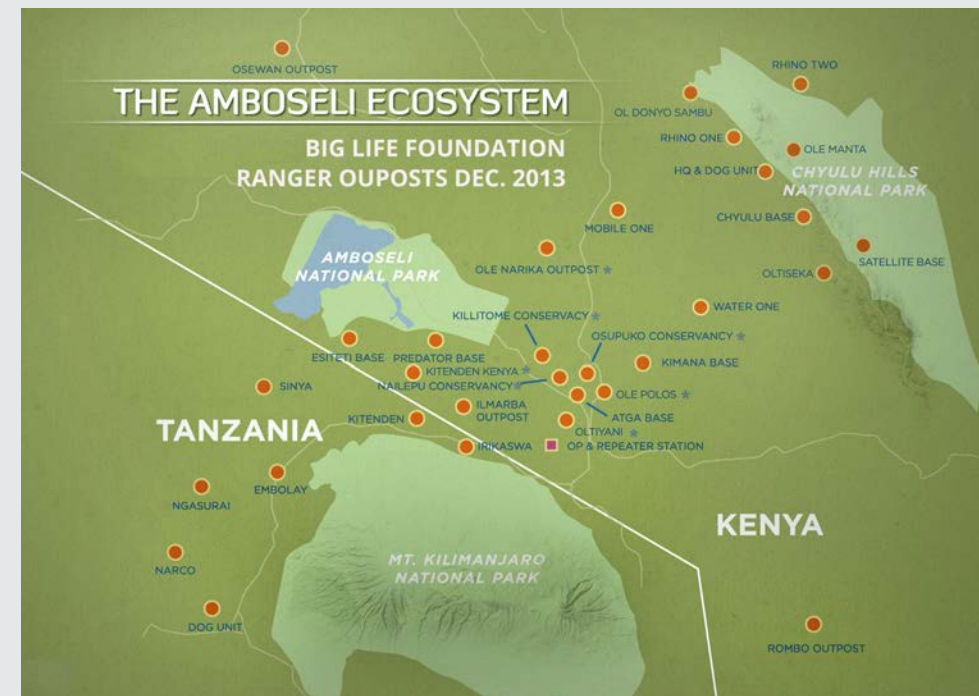 OSEWAN OUTPOST
THE AMBOSELI ECOSYSTEM
BIG LIFE FOUNDATION
RANGER OUPOSTS DEC. 2013
RHINO TWO
OL DONYO SAMBU
RHINO ONE
OLE MANTA
HQ & DOG UNIT
CHYULU HILLS
NATIONAL PARK
CHYULU BASE
MOBILE ONE
SATELLITE BASE
AMBOSELI
NATIONAL PARK
OLE NARIKA OUTPOST ★
OLTISEKA
WATER ONE
KILLITOME CONSERVACY ★
OSUPUKO CONSERVANCY ★
ESITETI BASE
PREDATOR BASE
KIMANA BASE
KITENDEN KENYA ★
NAILEPU CONSERVANCY ★
SINYA
OLE POLOS ★
ILMARBA
OUTPOST
KITENDEN
ATGA BASE
TANZANIA
OLTIYANI ★
IRIKASWA
OP & REPEATER STATION
EMBOLAY
NGASURAI
KENYA
MT. KILIMANJARO
NATIONAL PARK
NARCO
DOG UNIT
ROMBO OUTPOST